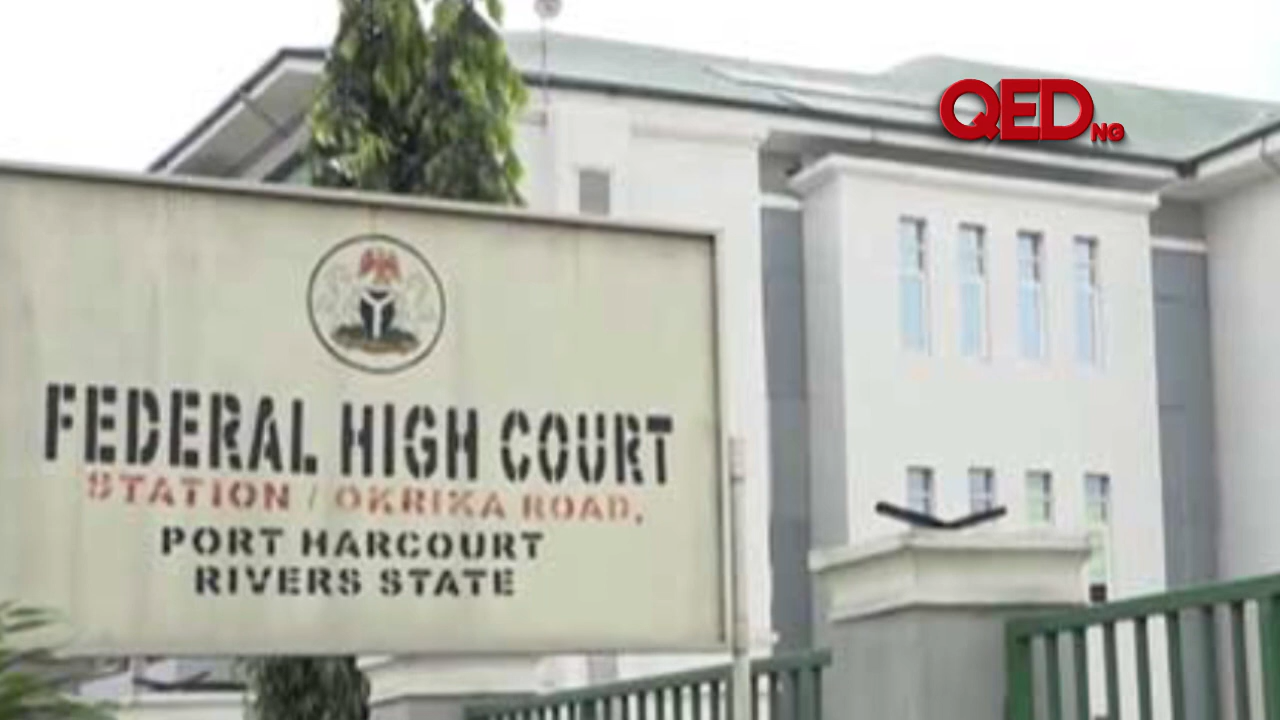 QED.NG
FEDERAL HIGH COURT
STATION / OKRIKA ROAD,
PORT HARCOURT
RIVERS STATE